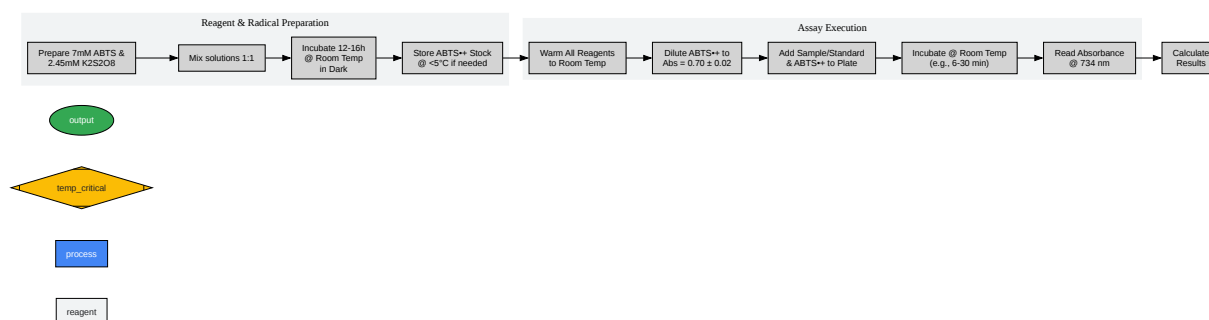 Reagent & Radical Preparation
Prepare 7mM ABTS &
2.45mM K2S2O8
Mix solutions 1:1
Incubate 12-16h
@ Room Temp
in Dark
Store ABTS•+ Stock
@ <5°C if needed
Assay Execution
Warm All Reagents
to Room Temp
Dilute ABTS•+ to
Abs = 0.70 ± 0.02
Add Sample/Standard
& ABTS•+ to Plate
Incubate @ Room Temp
(e.g., 6-30 min)
Read Absorbance
@ 734 nm
Calculate
Results
output
temp_critical
process
reagent